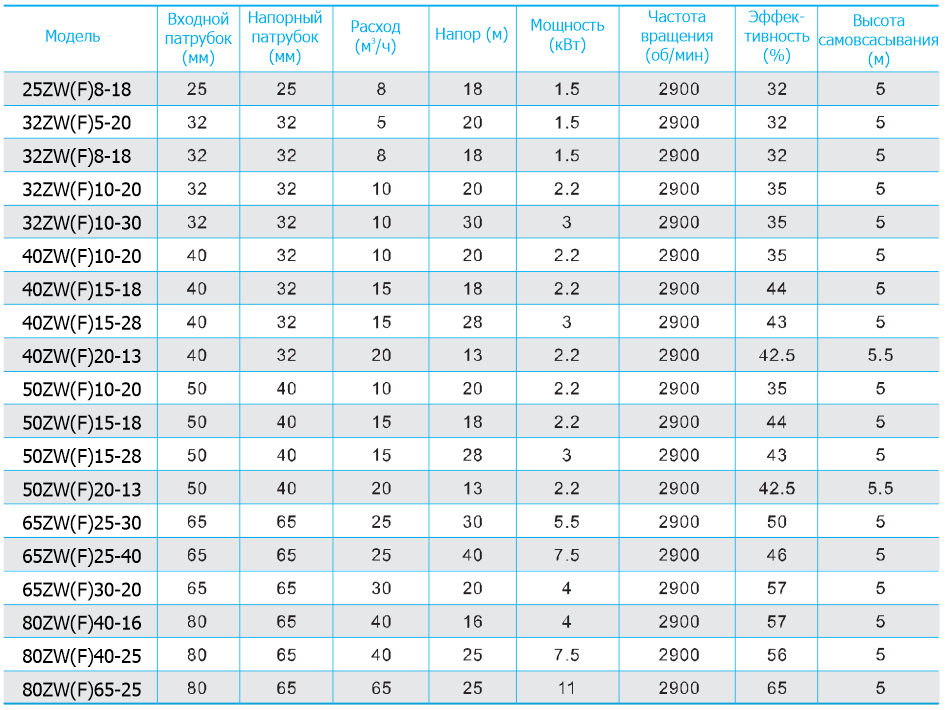 Модель Входной патрубок (мм) Напорный патрубок (мм) Расход (м³/ч) Напор (м) Мощность (кВт) Частота вращения (об/мин) Эффек-тивность (%) Высота самовсасывания (м)
25ZW(F)8-18 25 25 8 18 1.5 2900 32 5
32ZW(F)5-20 32 32 5 20 1.5 2900 32 5
32ZW(F)8-18 32 32 8 18 1.5 2900 32 5
32ZW(F)10-20 32 32 10 20 2.2 2900 35 5
32ZW(F)10-30 32 32 10 30 3 2900 35 5
40ZW(F)10-20 40 32 10 20 2.2 2900 35 5
40ZW(F)15-18 40 32 15 18 2.2 2900 44 5
40ZW(F)15-28 40 32 15 28 3 2900 43 5
40ZW(F)20-13 40 32 20 13 2.2 2900 42.5 5.5
50ZW(F)10-20 50 40 10 20 2.2 2900 35 5
50ZW(F)15-18 50 40 15 18 2.2 2900 44 5
50ZW(F)15-28 50 40 15 28 3 2900 43 5
50ZW(F)20-13 50 40 20 13 2.2 2900 42.5 5.5
65ZW(F)25-30 65 65 25 30 5.5 2900 50 5
65ZW(F)25-40 65 65 25 40 7.5 2900 46 5
65ZW(F)30-20 65 65 30 20 4 2900 57 5
80ZW(F)40-16 80 65 40 16 4 2900 57 5
80ZW(F)40-25 80 65 40 25 7.5 2900 56 5
80ZW(F)65-25 80 65 65 25 11 2900 65 5